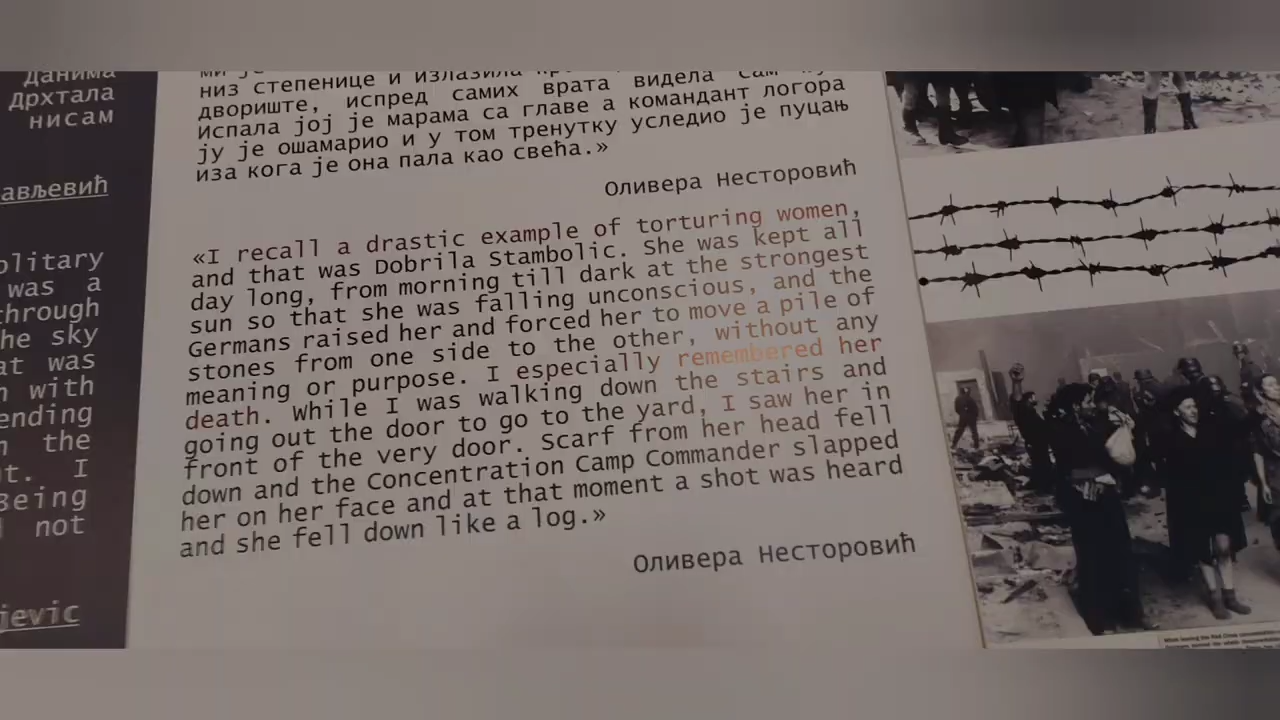 данима
дрхтала
нисам
ављевић
olitary
was a
through
he sky
at was
with
ending
the
t. I
Being
not
jevic
низ степенице и излазила
двориште, испред самих врата видела
испала јој је марама са главе а командант логора
ју је ошамарио и у том тренутку уследио је пуцањ
иза кога је она пала као свећа.»
Оливера Несторовић
«I recall a drastic example of torturing women,
and that was Dobrila Stambolic. She was kept all
day long, from morning till dark at the strongest
sun so that she was falling unconscious, and the
Germans raised her and forced her to move a pile of
stones from one side to the other, without any
meaning or purpose. I especially remembered her
death. While I was walking down the stairs and
going out the door to go to the yard, I saw her in
front of the very door. Scarf from her head fell
down and the Concentration Camp Commander slapped
her on her face and at that moment a shot was heard
and she fell down like a log.»
Оливера Несторовић